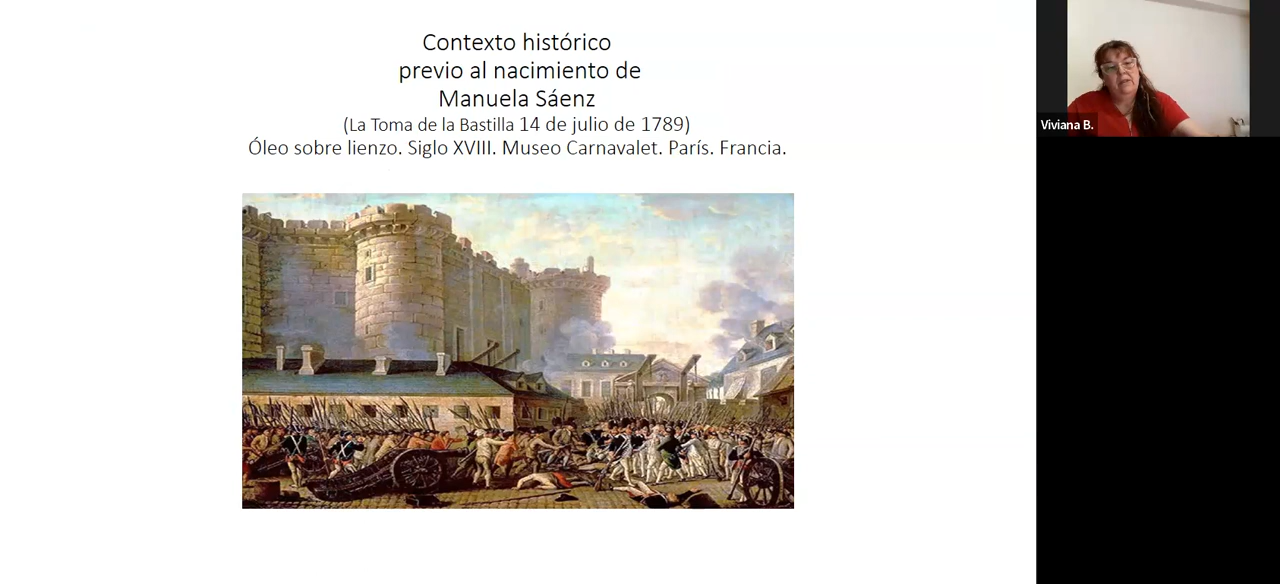 Contexto histórico
previo al nacimiento de
Manuela Sáenz
(La Toma de la Bastilla 14 de julio de 1789)
Óleo sobre lienzo. Siglo XVIII. Museo Carnavalet. París. Francia.
Viviana B.